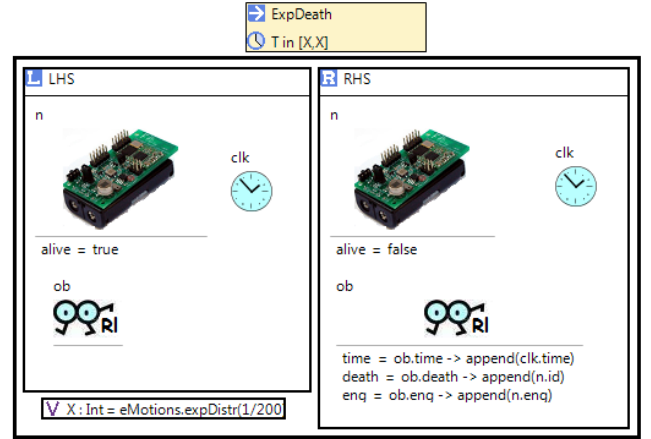 ExpDeath
T in [X,X]
L LHS
n
clk
alive = true
ob
RI
V X : Int = eMotions.expDistr(1/200
R RHS
n
clk
alive = false
ob
RI
time = ob.time -> append(clk.time)
death = ob.death -> append(n.id)
enq = ob.enq -> append(n.enq)